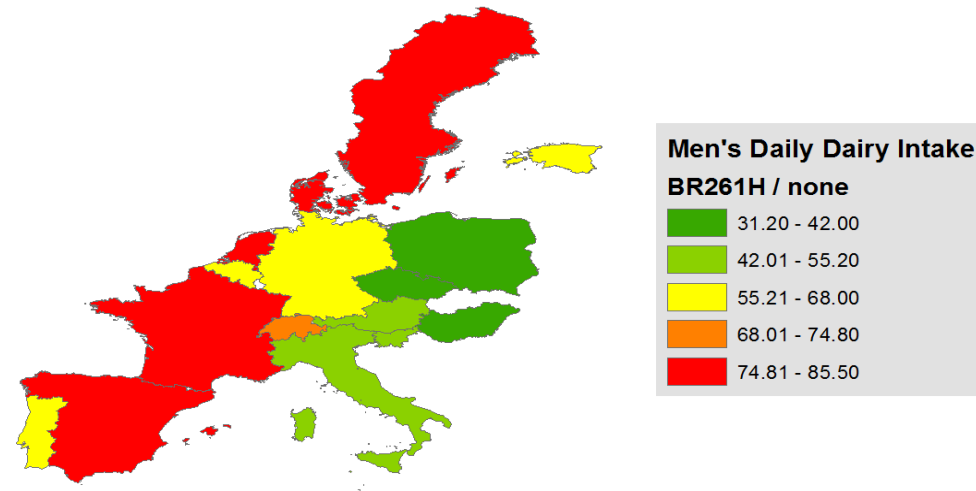 Men's Daily Dairy Intake
BR261H / none
31.20 - 42.00
42.01 - 55.20
55.21 - 68.00
68.01 - 74.80
74.81 - 85.50